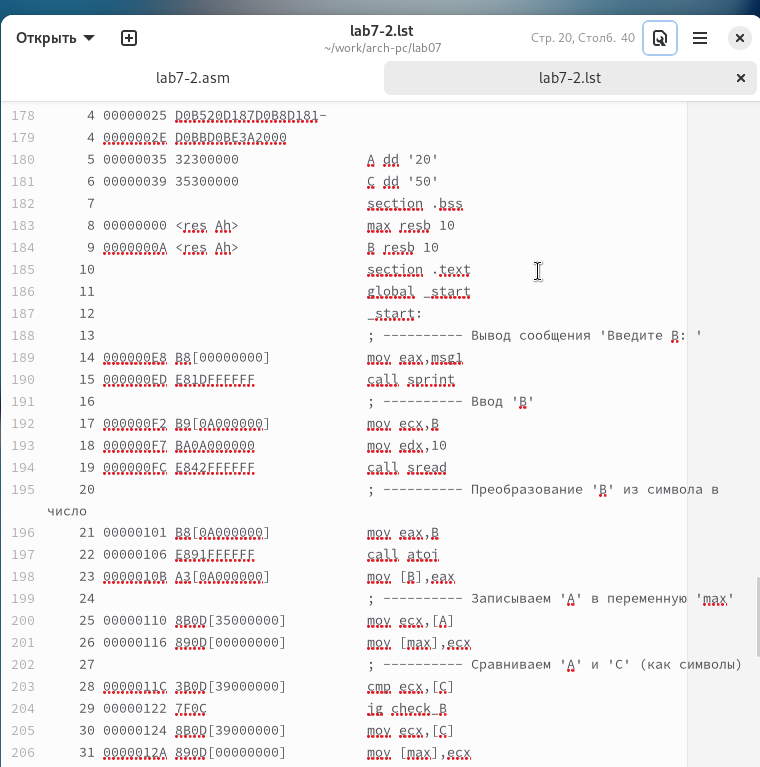 Открыть
lab7-2.lst
~/work/arch-pc/lab07
Стр. 20, Столб. 40
lab7-2.asm
lab7-2.lst
178 4 00000025 D0B520D187D0B8D181-
179 4 0000002E D0BBD0BE3A2000
180 5 00000035 32300000 A dd '20'
181 6 00000039 35300000 C dd '50'
182 7 section .bss
183 8 00000000 <res Ah> max resb 10
184 9 0000000A <res Ah> B resb 10
185 10 section .text
186 11 global _start
187 12 _start:
188 13 ; ---------- Вывод сообщения 'Введите B: '
189 14 000000E8 B8[00000000] mov eax,msg1
190 15 000000ED E81DFFFFFF call sprint
191 16 ; ---------- Ввод 'B'
192 17 000000F2 B9[0A000000] mov ecx,B
193 18 000000F7 BA0A000000 mov edx,10
194 19 000000FC E842FFFFFF call sread
195 20 ; ---------- Преобразование 'B' из символа в
число
196 21 00000101 B8[0A000000] mov eax,B
197 22 00000106 E891FFFFFF call atoi
198 23 0000010B A3[0A000000] mov [B],eax
199 24 ; ---------- Записываем 'A' в переменную 'max'
200 25 00000110 8B0D[35000000] mov ecx,[A]
201 26 00000116 890D[00000000] mov [max],ecx
202 27 ; ---------- Сравниваем 'A' и 'С' (как символы)
203 28 0000011C 3B0D[39000000] cmp ecx,[C]
204 29 00000122 7F0C jg check_B
205 30 00000124 8B0D[39000000] mov ecx,[C]
206 31 0000012A 890D[00000000] mov [max],ecx